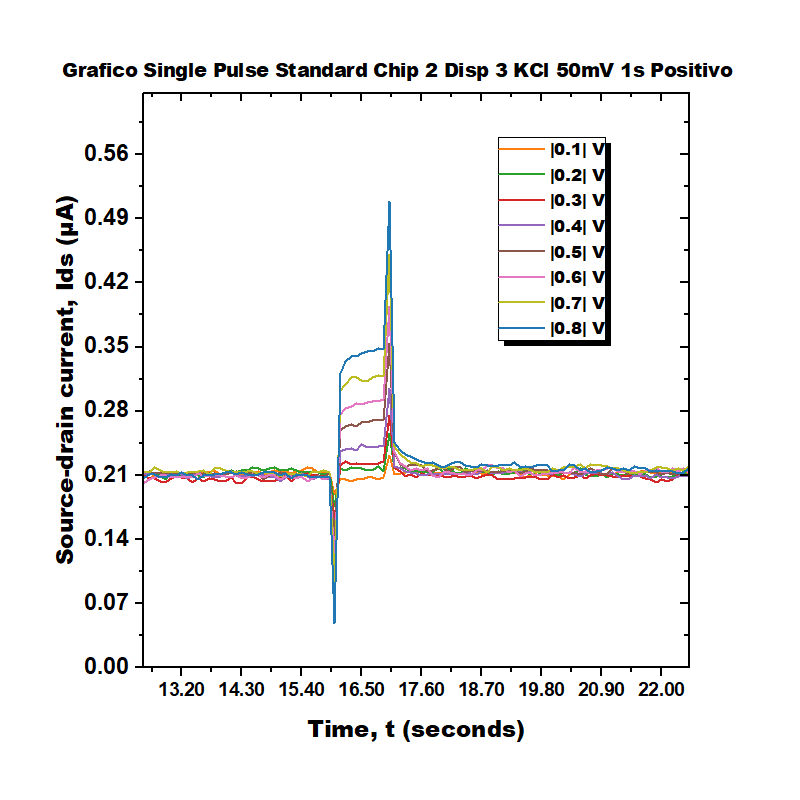 Grafico Single Pulse Standard Chip 2 Disp 3 KCl 50mV 1s Positivo
|0.1| V
|0.2| V
|0.3| V
|0.4| V
|0.5| V
|0.6| V
|0.7| V
|0.8| V
Source-drain current, Ids (µA)
0.56
0.49
0.42
0.35
0.28
0.21
0.14
0.07
0.00
13.20 14.30 15.40 16.50 17.60 18.70 19.80 20.90 22.00
Time, t (seconds)